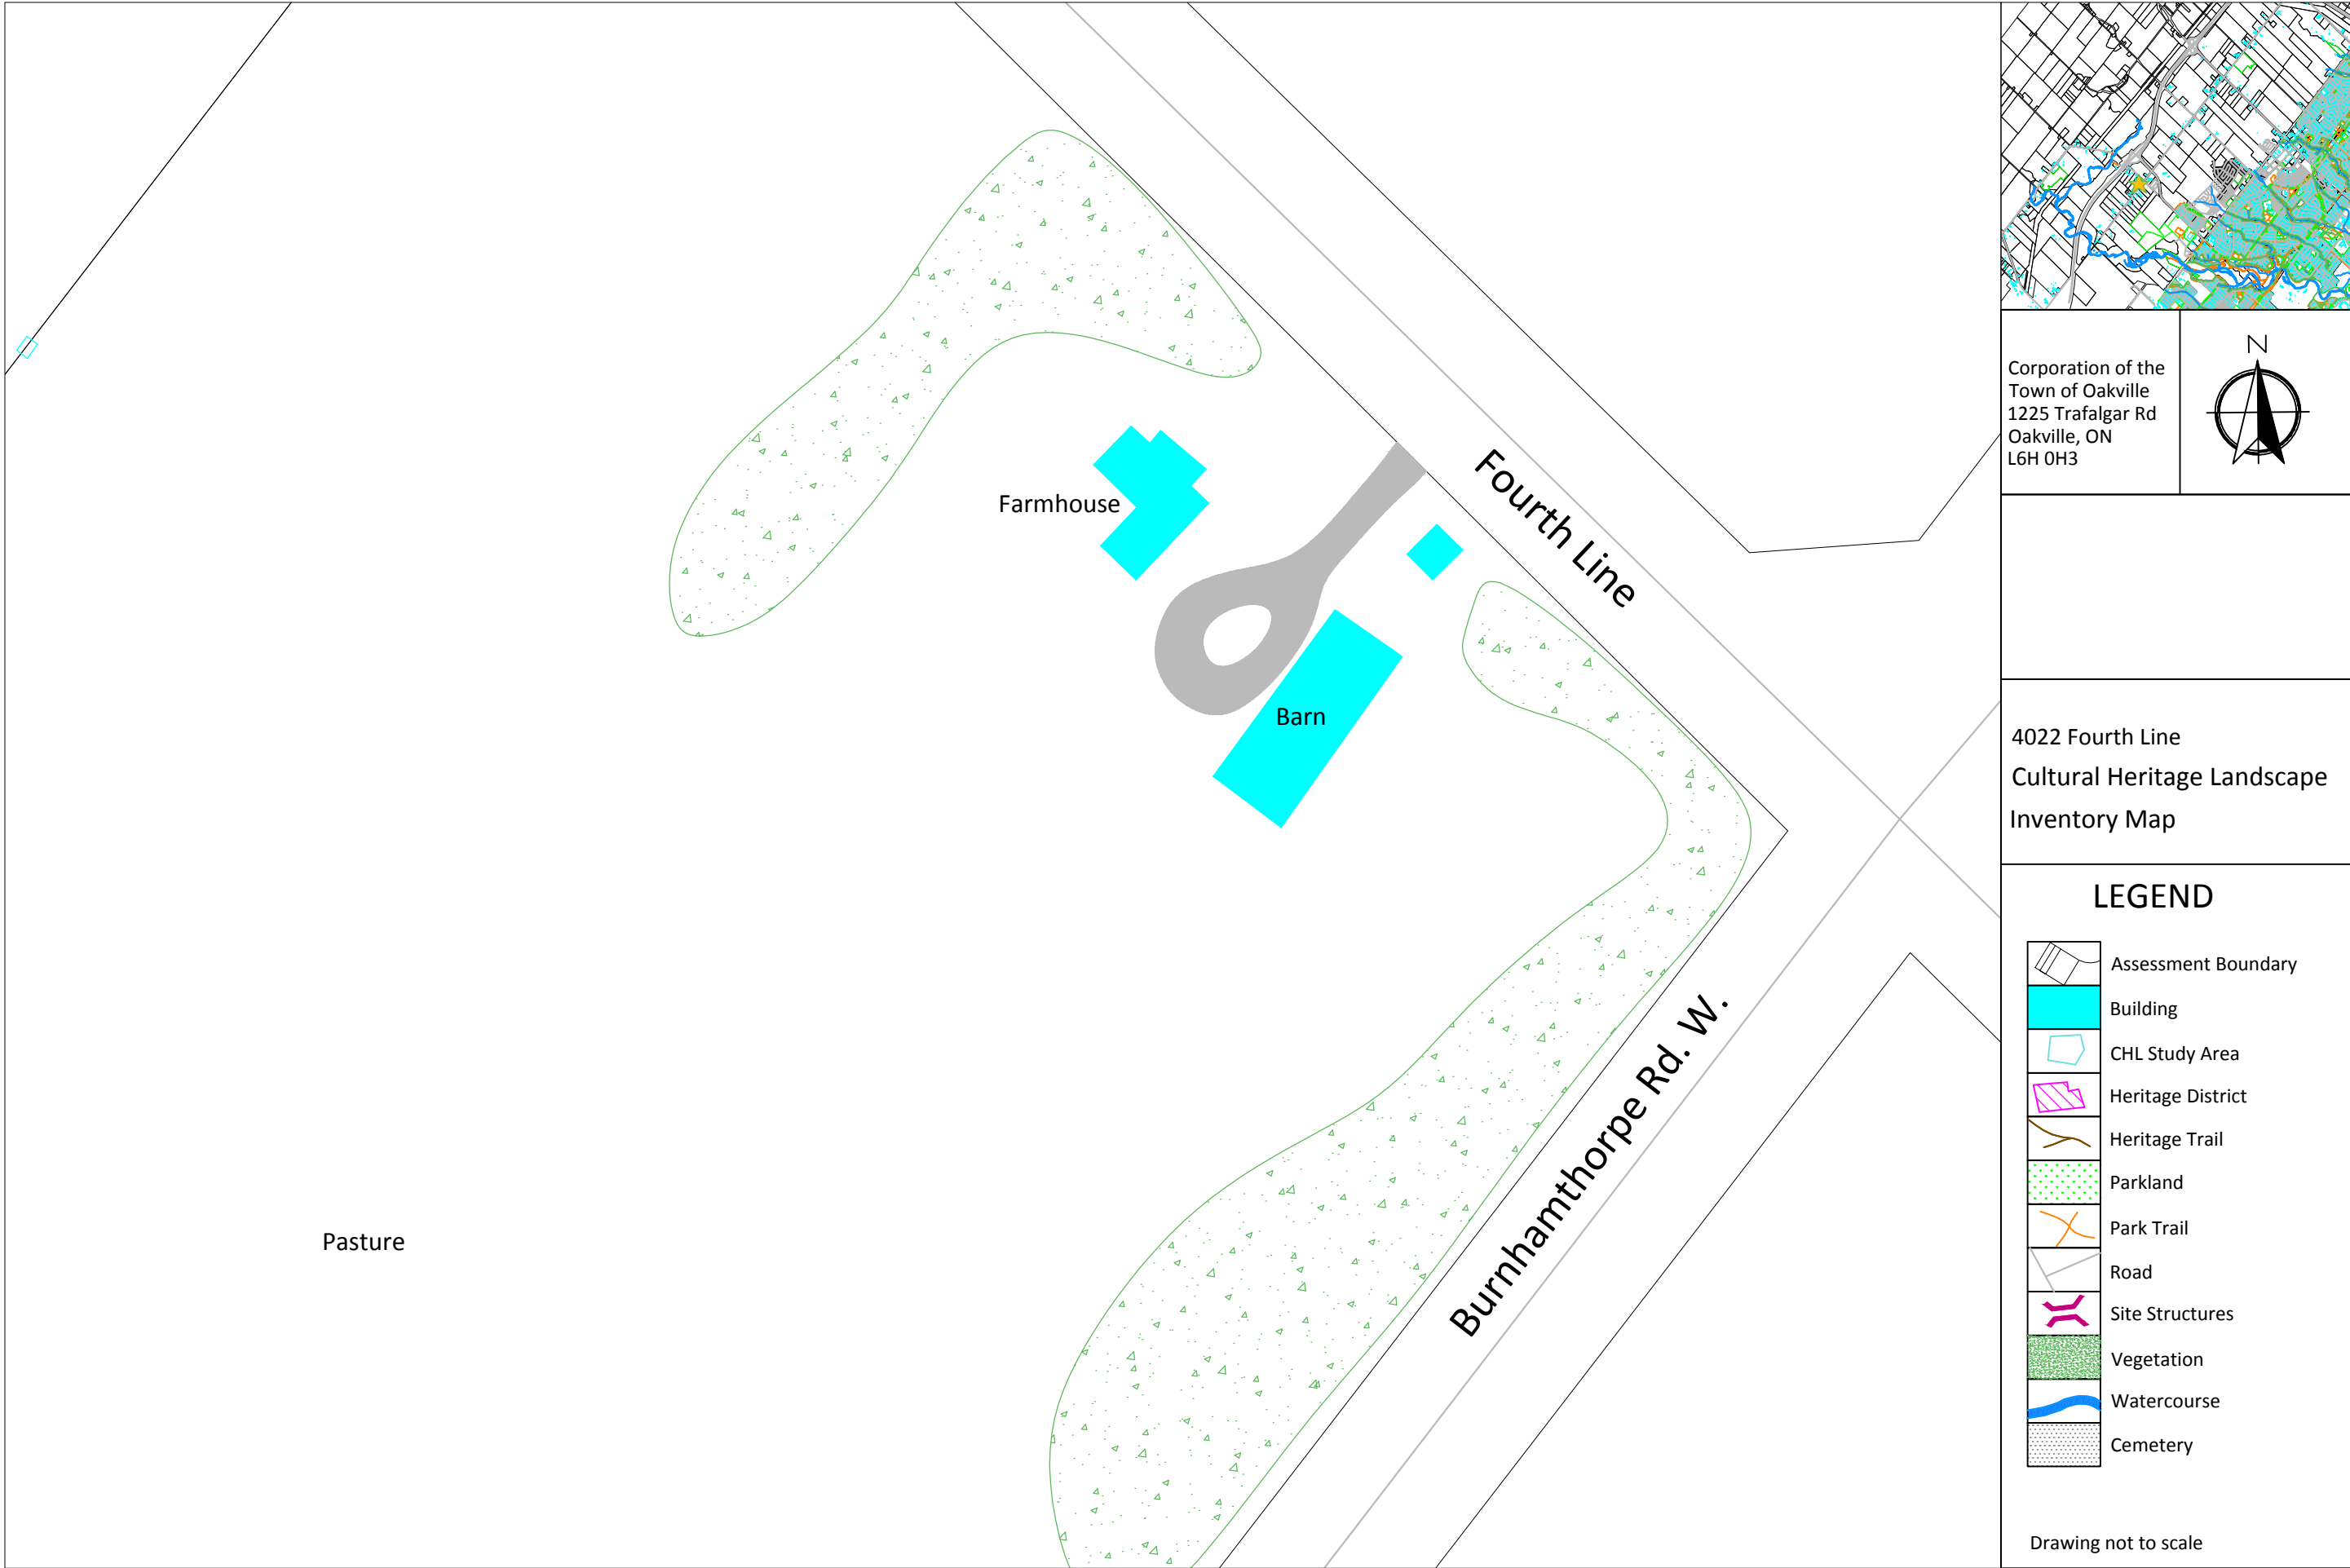 Farmhouse
Barn
Pasture
Fourth Line
Burnhamthorpe Rd. W.
Corporation of the
Town of Oakville
1225 Trafalgar Rd
Oakville, ON
L6H 0H3
N
4022 Fourth Line
Cultural Heritage Landscape
Inventory Map
LEGEND
Assessment Boundary
Building
CHL Study Area
Heritage District
Heritage Trail
Parkland
Park Trail
Road
Site Structures
Vegetation
Watercourse
Cemetery
Drawing not to scale